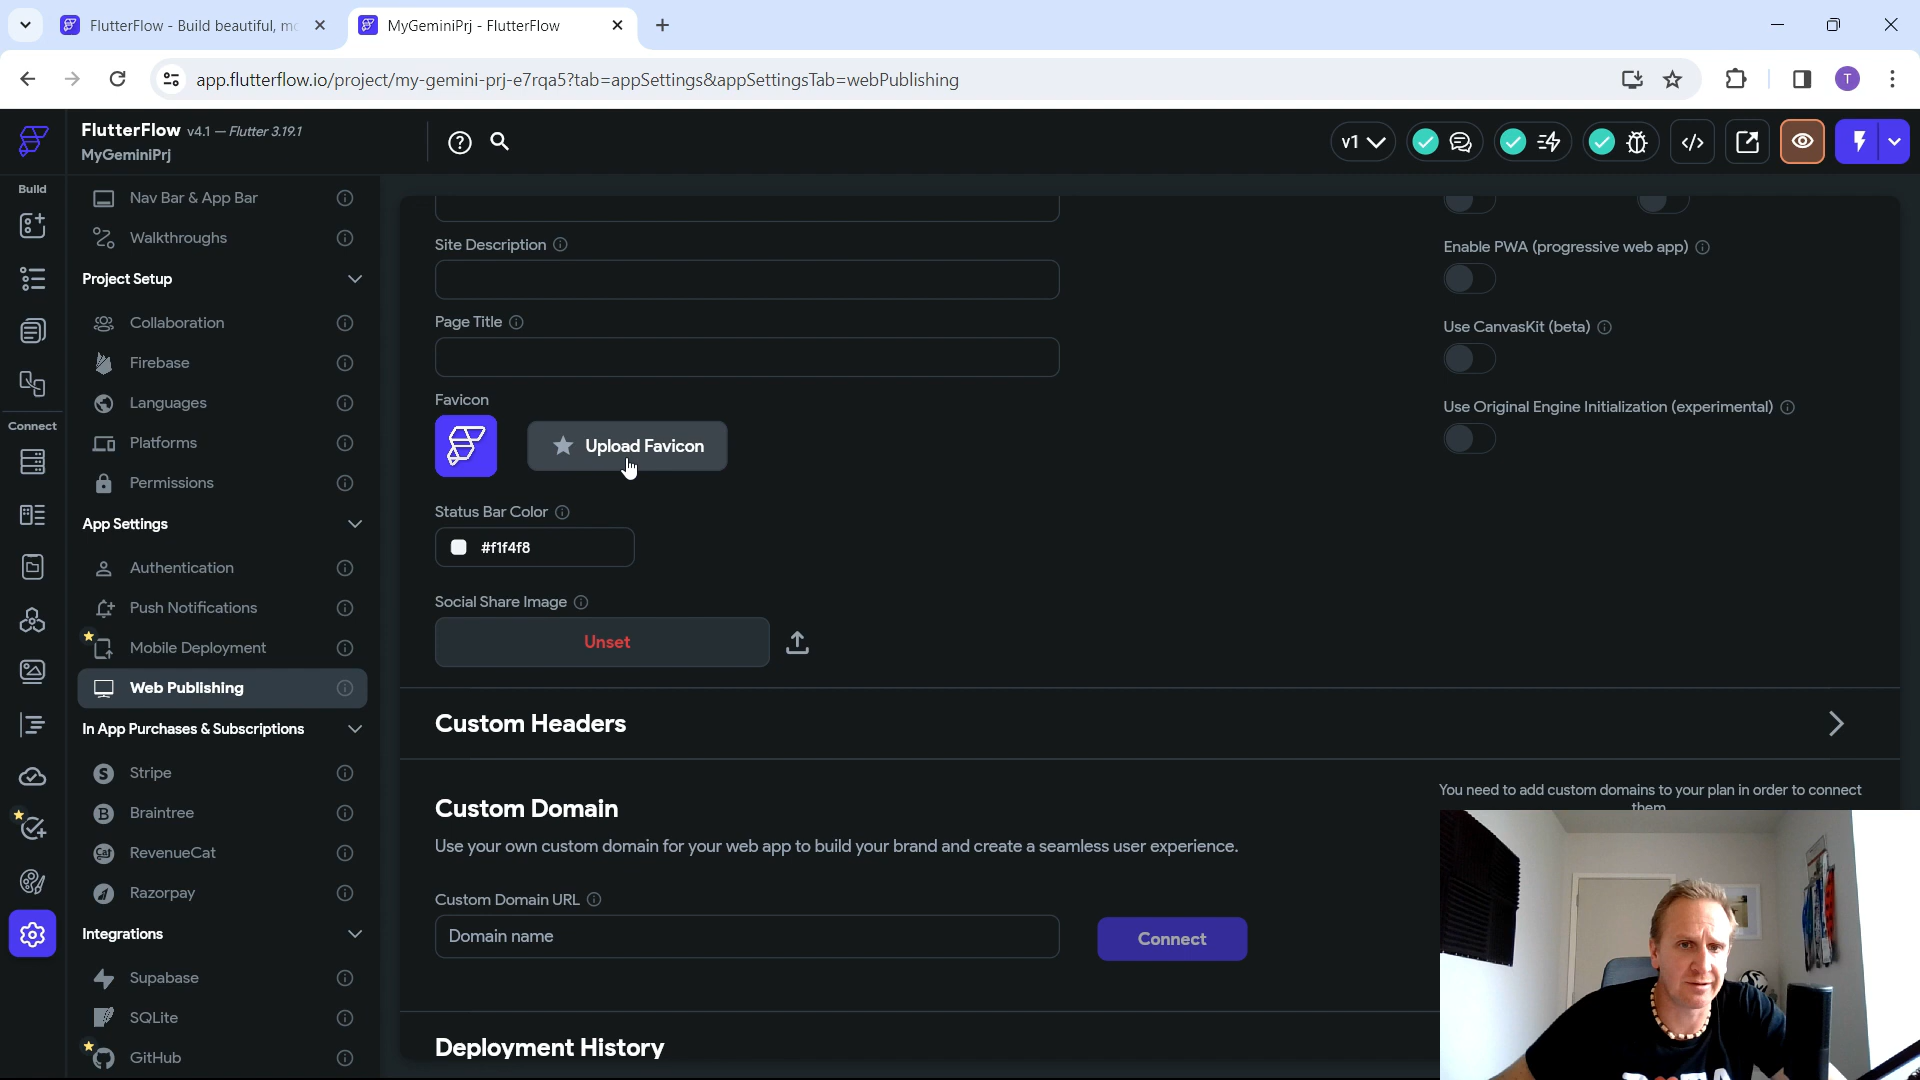 FlutterFlow - Build beautiful, mo
MyGeminiPrj - FlutterFlow
app.flutterflow.io/project/my-gemini-prj-e7rqa5?tab=appSettings&appSettingsTab=webPublishing
T
FlutterFlow v4.1 — Flutter 3.19.1
MyGeminiPrj
v1
Build
Connect
Nav Bar & App Bar
Walkthroughs
Project Setup
Collaboration
Firebase
Languages
Platforms
Permissions
App Settings
Authentication
Push Notifications
Mobile Deployment
Web Publishing
In App Purchases & Subscriptions
Stripe
Braintree
RevenueCat
Razorpay
Integrations
Supabase
SQLite
GitHub
Site Description
Page Title
Favicon
Upload Favicon
Status Bar Color
#f1f4f8
Social Share Image
Unset
Enable PWA (progressive web app)
Use CanvasKit (beta)
Use Original Engine Initialization (experimental)
Custom Headers
Custom Domain
You need to add custom domains to your plan in order to connect
them
Use your own custom domain for your web app to build your brand and create a seamless user experience.
Custom Domain URL
Domain name
Connect
Deployment History